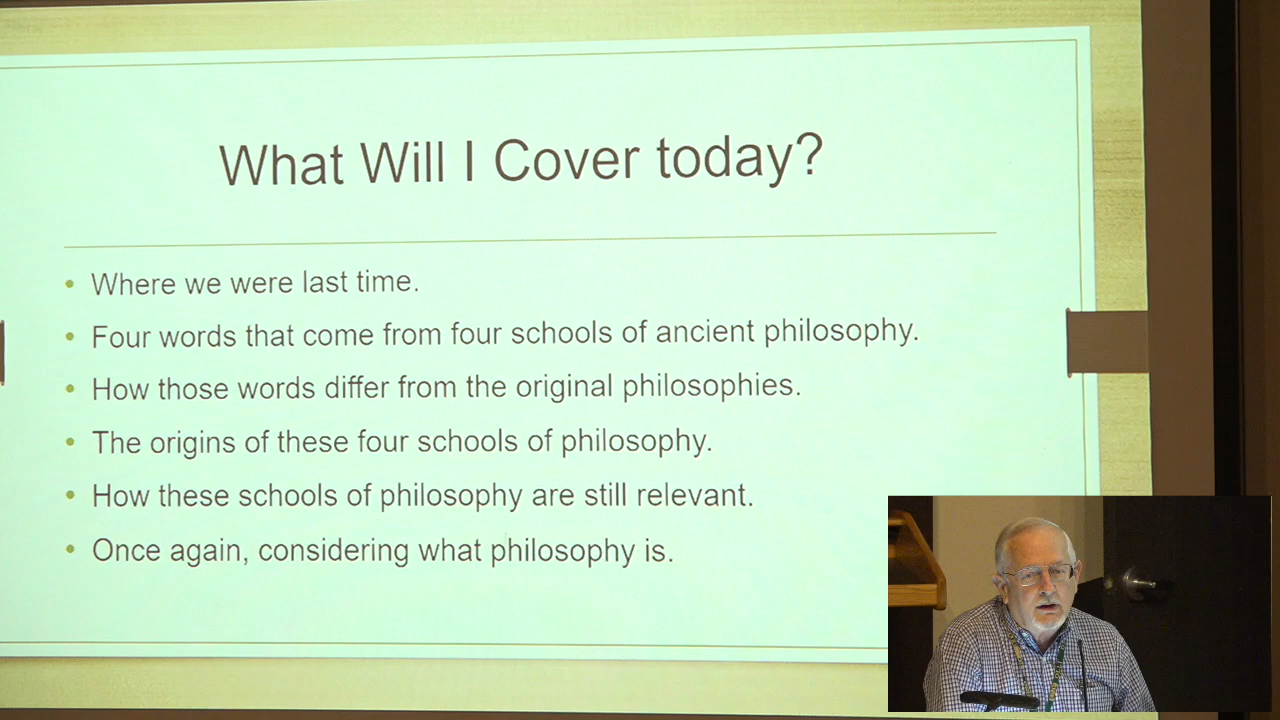 What Will I Cover today?
• Where we were last time.
• Four words that come from four schools of ancient philosophy.
• How those words differ from the original philosophies.
• The origins of these four schools of philosophy.
• How these schools of philosophy are still relevant.
• Once again, considering what philosophy is.